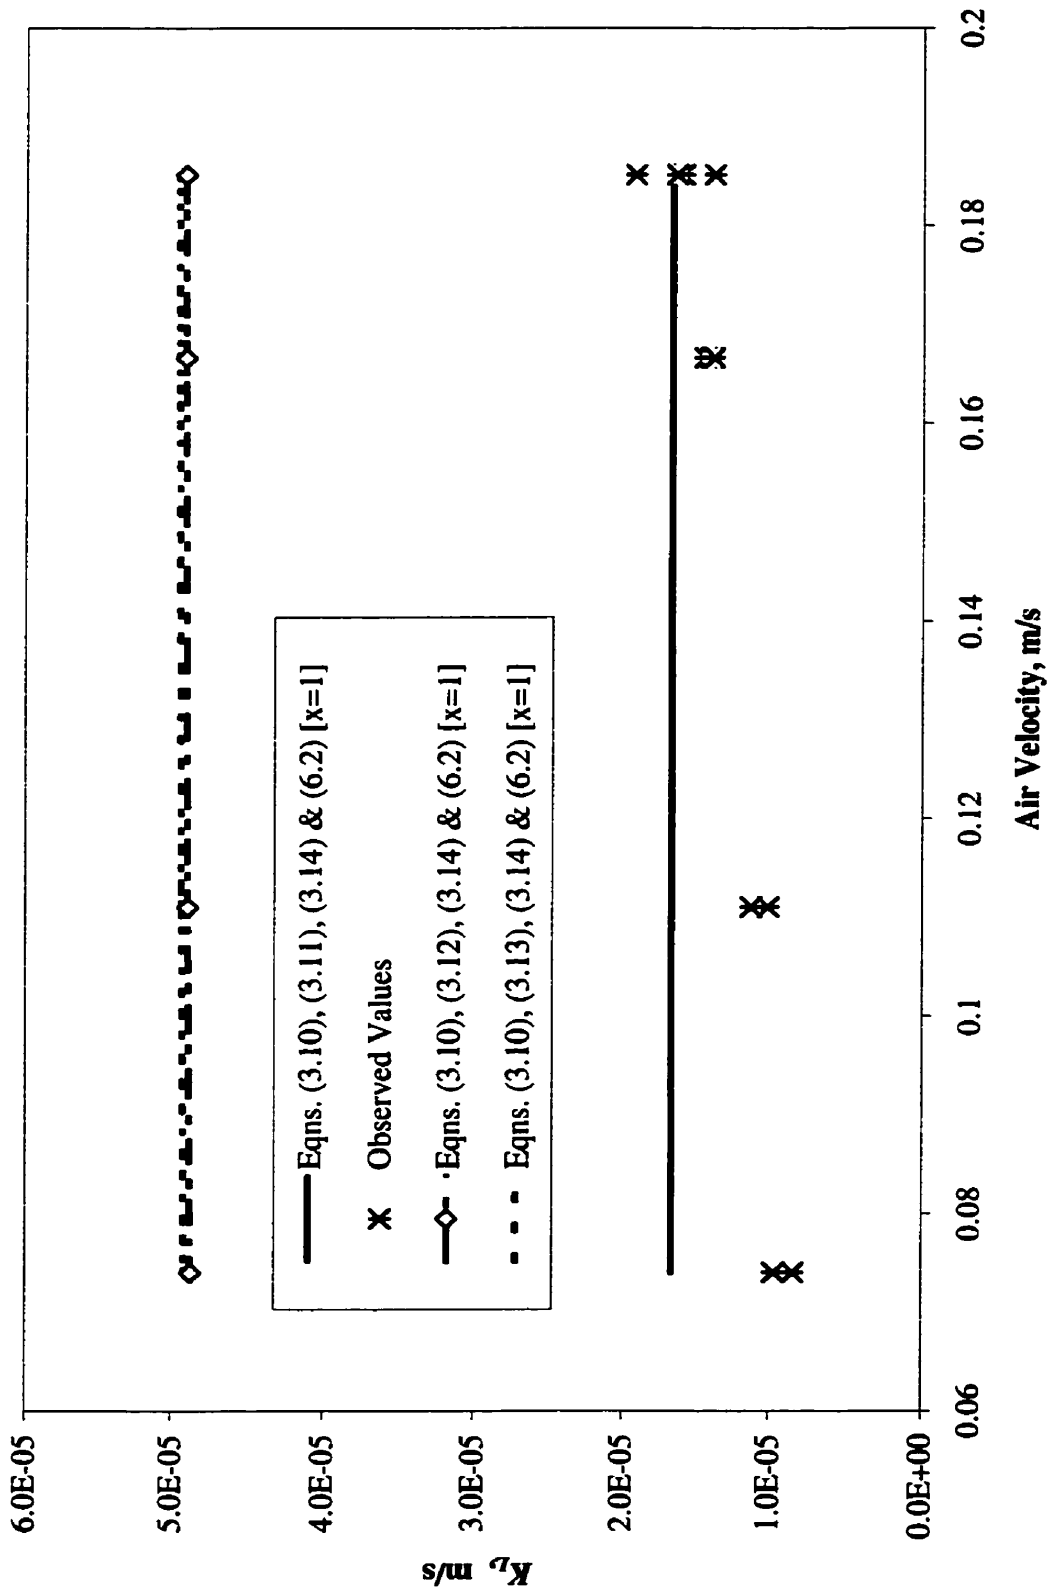 6.0E-05
5.0E-05
4.0E-05
3.0E-05
2.0E-05
1.0E-05
0.0E+00
K_L, m/s
Eqns. (3.10), (3.11), (3.14) & (6.2) [x=1]
Observed Values
Eqns. (3.10), (3.12), (3.14) & (6.2) [x=1]
Eqns. (3.10), (3.13), (3.14) & (6.2) [x=1]
0.06
0.08
0.1
0.12
0.14
0.16
0.18
0.2
Air Velocity, m/s